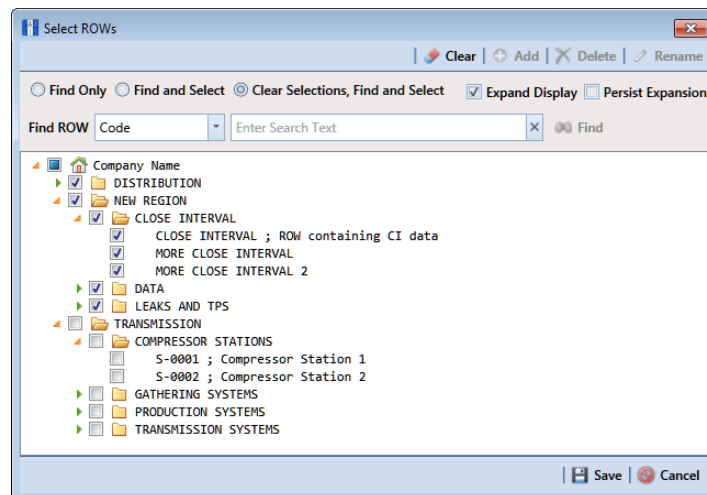 Select ROWs
Clear Add Delete Rename
Find Only Find and Select Clear Selections, Find and Select Expand Display Persist Expansion
Find ROW Code Enter Search Text Find
Company Name
DISTRIBUTION
NEW REGION
CLOSE INTERVAL
CLOSE INTERVAL ; ROW containing CI data
MORE CLOSE INTERVAL
MORE CLOSE INTERVAL 2
DATA
LEAKS AND TPS
TRANSMISSION
COMPRESSOR STATIONS
S-0001 ; Compressor Station 1
S-0002 ; Compressor Station 2
GATHERING SYSTEMS
PRODUCTION SYSTEMS
TRANSMISSION SYSTEMS
Save Cancel